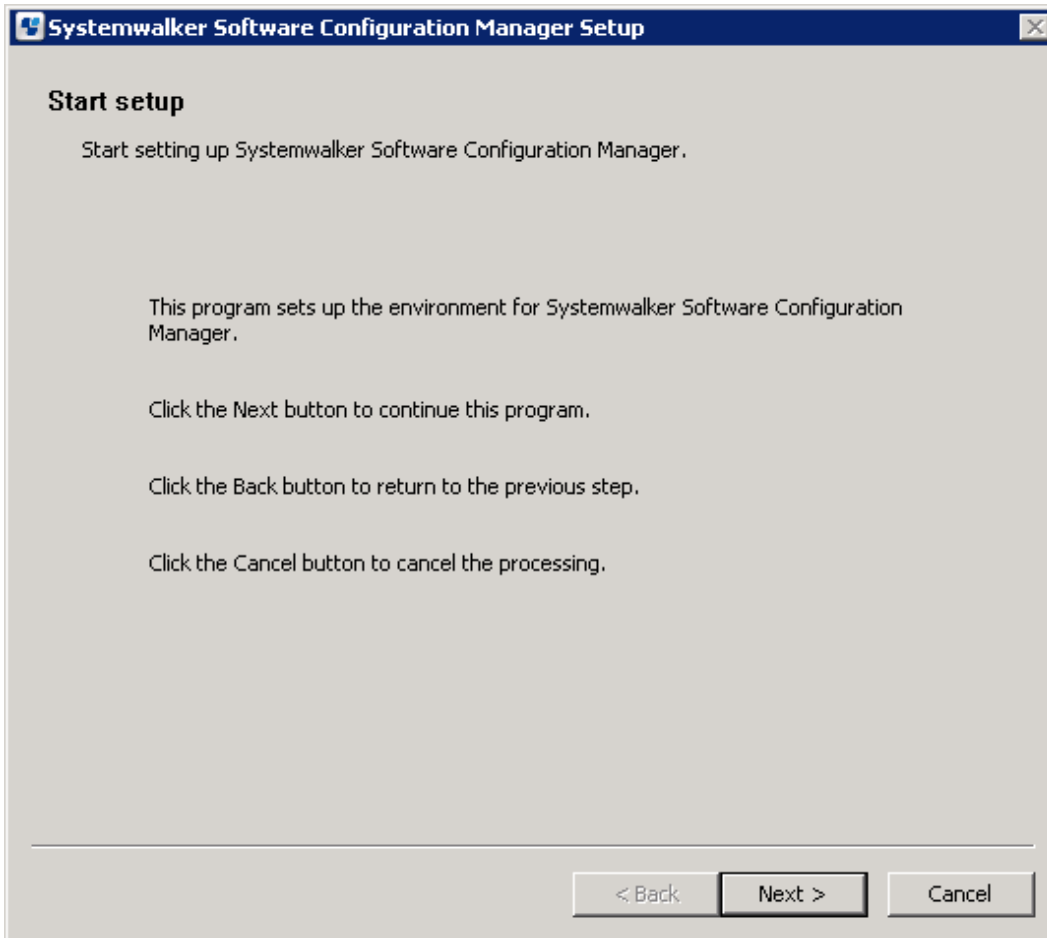 Systemwalker Software Configuration Manager Setup
Start setup
Start setting up Systemwalker Software Configuration Manager.
This program sets up the environment for Systemwalker Software Configuration
Manager.
Click the Next button to continue this program.
Click the Back button to return to the previous step.
Click the Cancel button to cancel the processing.
< Back
Next >
Cancel